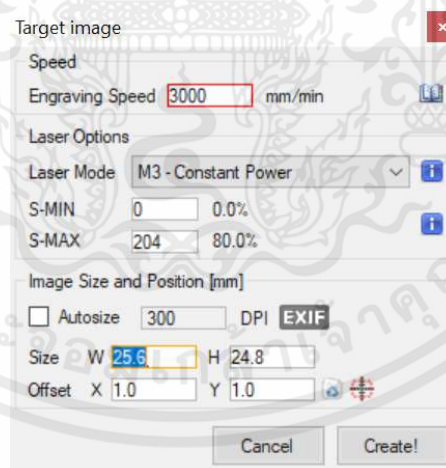 Target image
Speed
Engraving Speed 3000 mm/min
Laser Options
Laser Mode M3 - Constant Power
S-MIN 0 0.0%
S-MAX 204 80.0%
Image Size and Position [mm]
Autosize 300 DPI EXIF
Size W 25.6 H 24.8
Offset X 1.0 Y 1.0
Cancel Create!